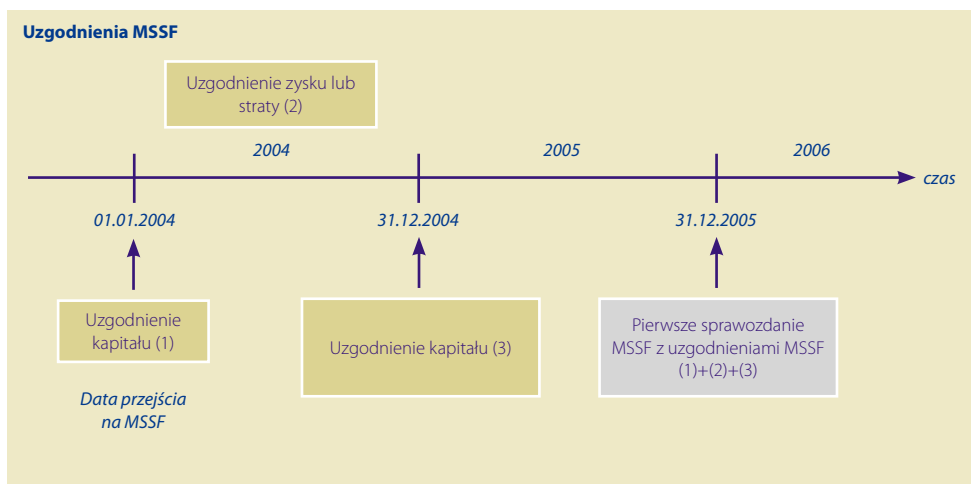 Uzgodnienia MSSF
Uzgodnienie zysku lub
straty (2)
2004
2005
2006
czas
01.01.2004
31.12.2004
31.12.2005
Uzgodnienie
kapitału (1)
Uzgodnienie kapitału (3)
Pierwsze sprawozdanie
MSSF z uzgodnieniami MSSF
(1)+(2)+(3)
Data przejścia
na MSSF